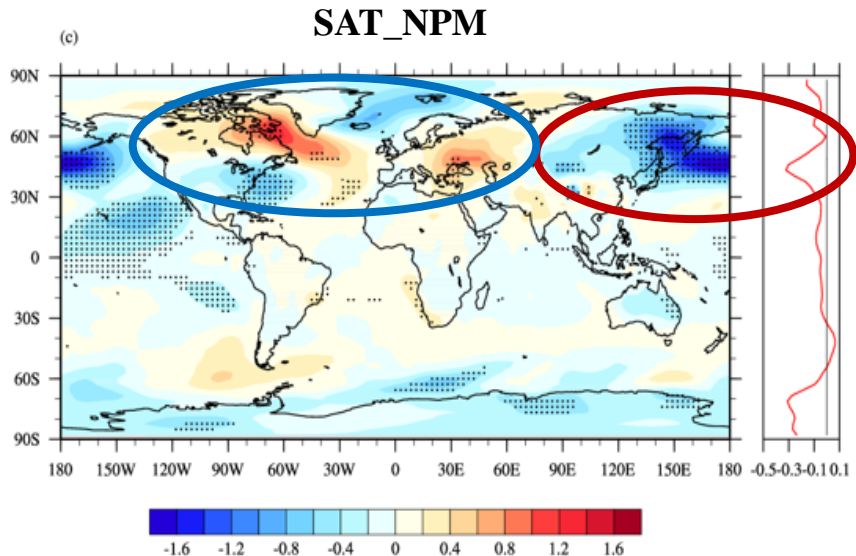 SAT_NPM
(c)
90N
60N
30N
0
30S
60S
90S
180 150W 120W 90W 60W 30W 0 30E 60E 90E 120E 150E 180
-0.5-0.3-0.1 0.1
-1.6 -1.2 -0.8 -0.4 0 0.4 0.8 1.2 1.6